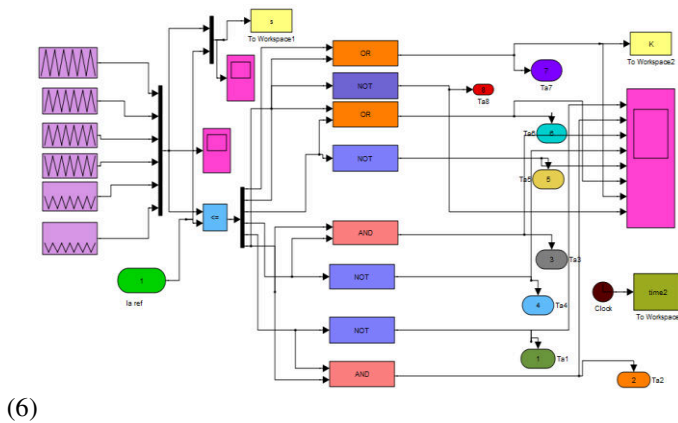 s
To Workspace1
K
To Workspace2
OR
7
Ta7
NOT
8
Ta8
OR
Ta6
6
NOT
Ta5
5
<=
AND
3
Ta3
1
Ia ref
NOT
4
Ta4
Clock
time2
To Workspace
NOT
1
Ta1
AND
2
Ta2
(6)